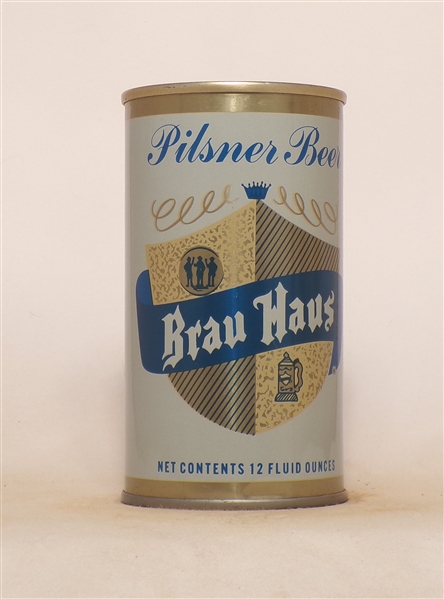 Pilsner Beer
Brau Haus
NET CONTENTS 12 FLUID OUNCES